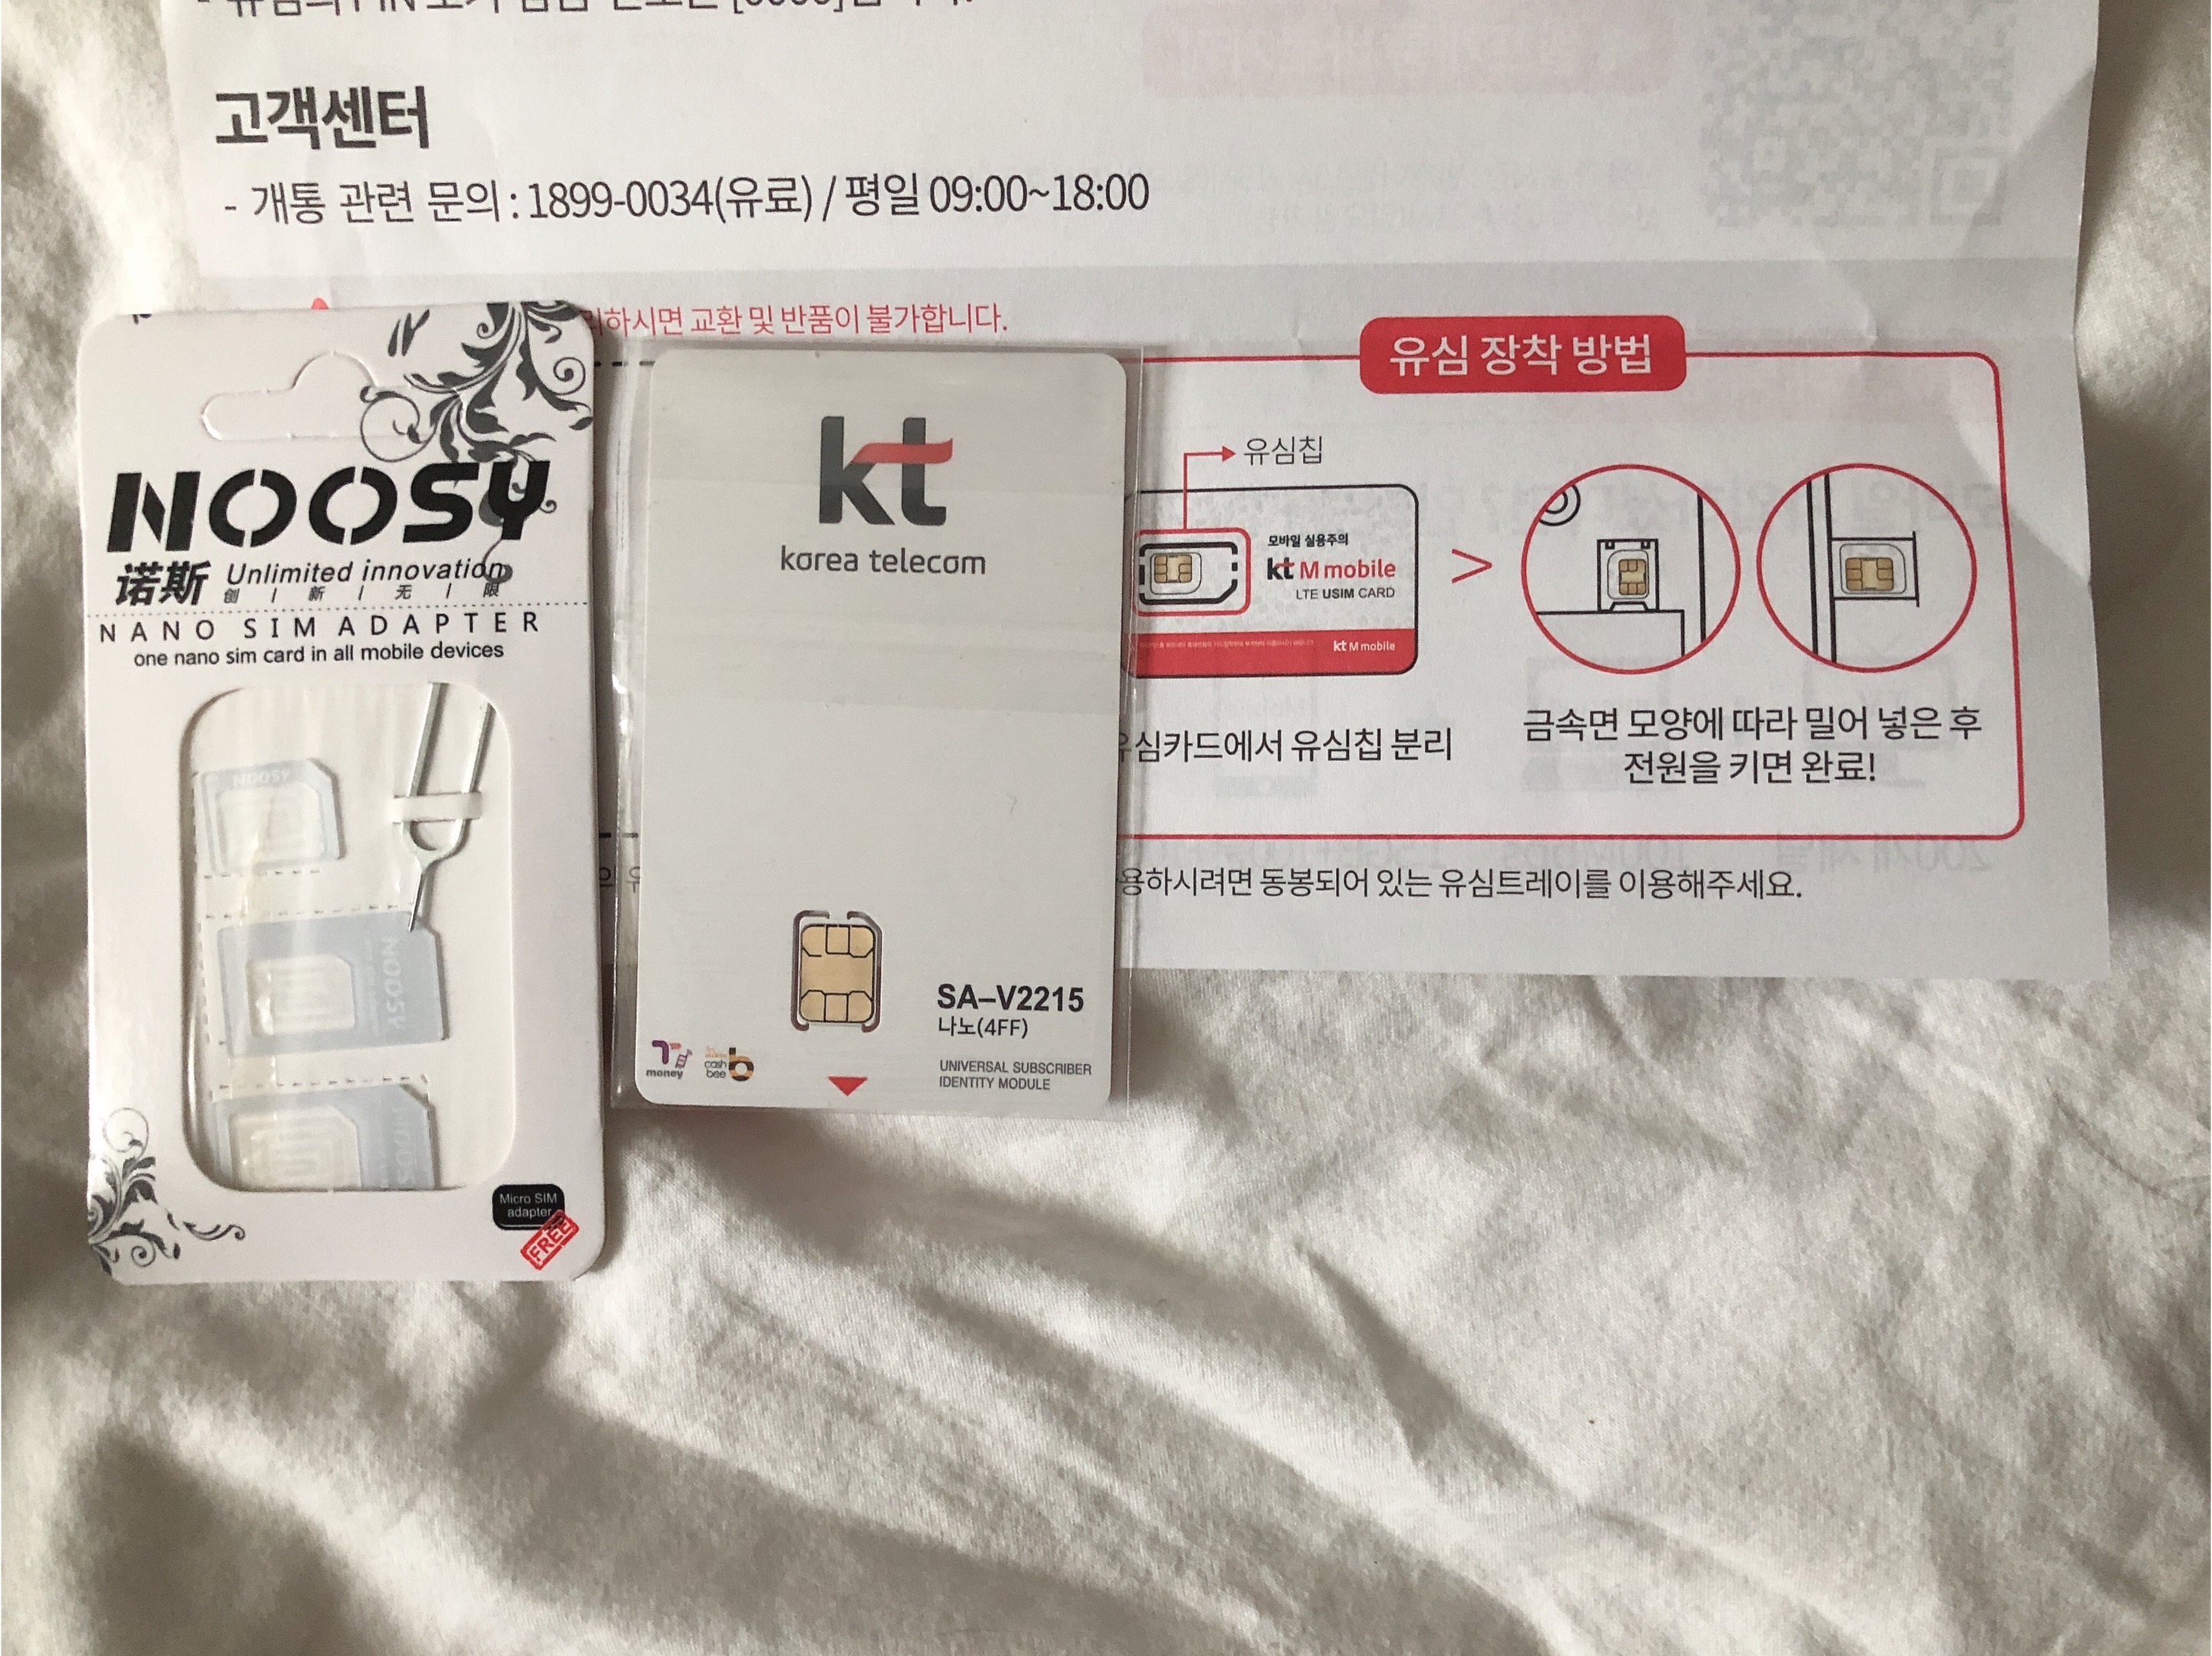 고객센터
- 개통 관련 문의 : 1899-0034(유료) / 평일 09:00~18:00
하시면 교환 및 반품이 불가합니다.
유심 장착 방법
유심칩
모바일 실용주의
kt M mobile
LTE USIM CARD
kt M mobile
>
심카드에서 유심칩 분리
금속면 모양에 따라 밀어 넣은 후
전원을 키면 완료!
용하시려면 동봉되어 있는 유심트레이를 이용해주세요.
NOOSY
诺斯 Unlimited innovation
创 | 新 | 无 | 限
NANO SIM ADAPTER
one nano sim card in all mobile devices
NOOSY
NOOSY
Micro SIM
adapter
FREE
kt
korea telecom
SA-V2215
나노(4FF)
UNIVERSAL SUBSCRIBER
IDENTITY MODULE
T money
cash bee b